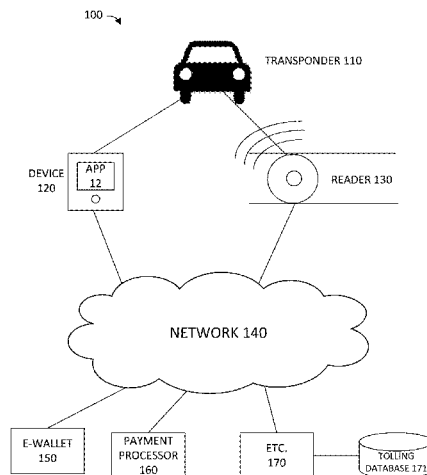 100
TRANSPONDER 110
DEVICE
120
APP
12
READER 130
NETWORK 140
E-WALLET
150
PAYMENT
PROCESSOR
160
ETC.
170
TOLLING
DATABASE 171